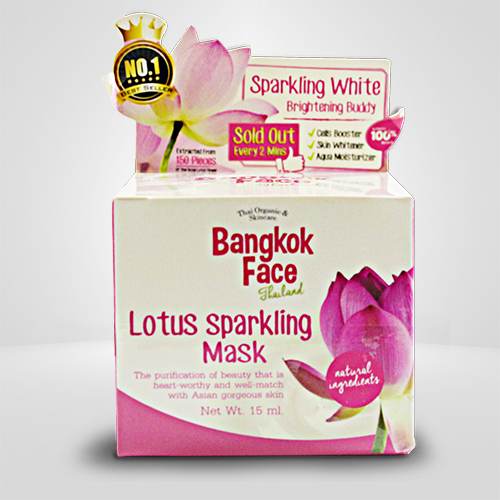 NO.1
BEST SELLER
Sparkling White
Brightening Buddy
Sold Out
Every 2 Mins
✓ Cells Booster
✓ Skin Whitener
✓ Aqua Moisturizer
100%
Extracted From
150 Pieces
Thai Organic &
Skincare
Bangkok
Face
Thailand
Lotus Sparkling
Mask
The purification of beauty that is
heart-worthy and well-match
with Asian gorgeous skin
Net Wt. 15 ml.
natural
ingredients